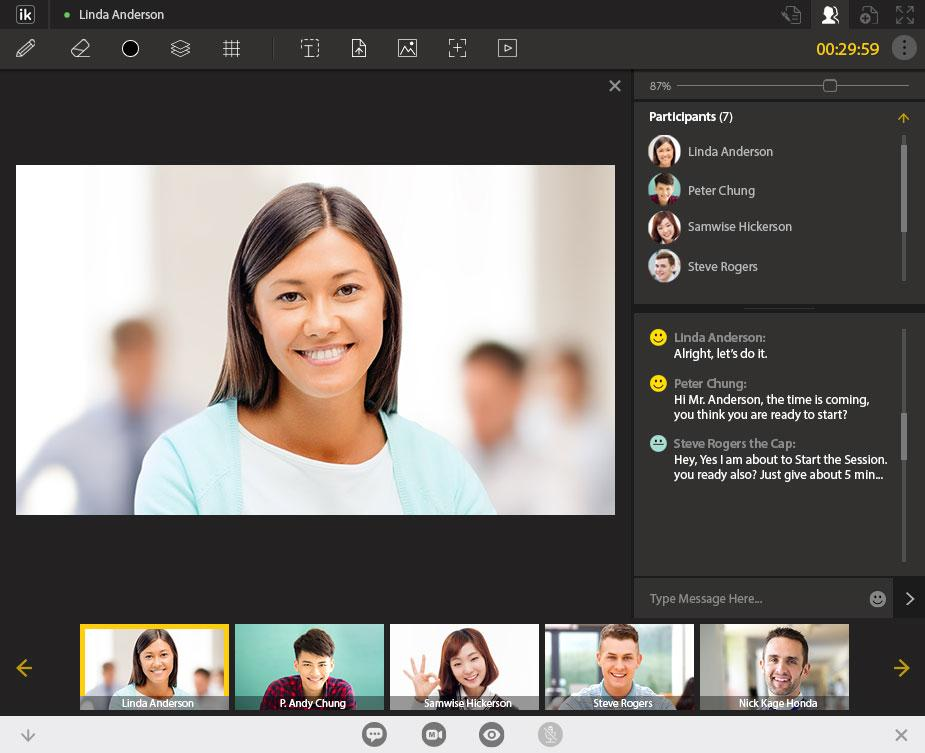 ik
Linda Anderson
T
00:29:59
87%
Participants (7)
Linda Anderson
Peter Chung
Samwise Hickerson
Steve Rogers
Linda Anderson:
Alright, let's do it.
Peter Chung:
Hi Mr. Anderson, the time is coming,
you think you are ready to start?
Steve Rogers the Cap:
Hey, Yes I am about to Start the Session.
you ready also? Just give about 5 min...
Type Message Here...
Linda Anderson
P. Andy Chung
Samwise Hickerson
Steve Rogers
Nick Kage Honda
M